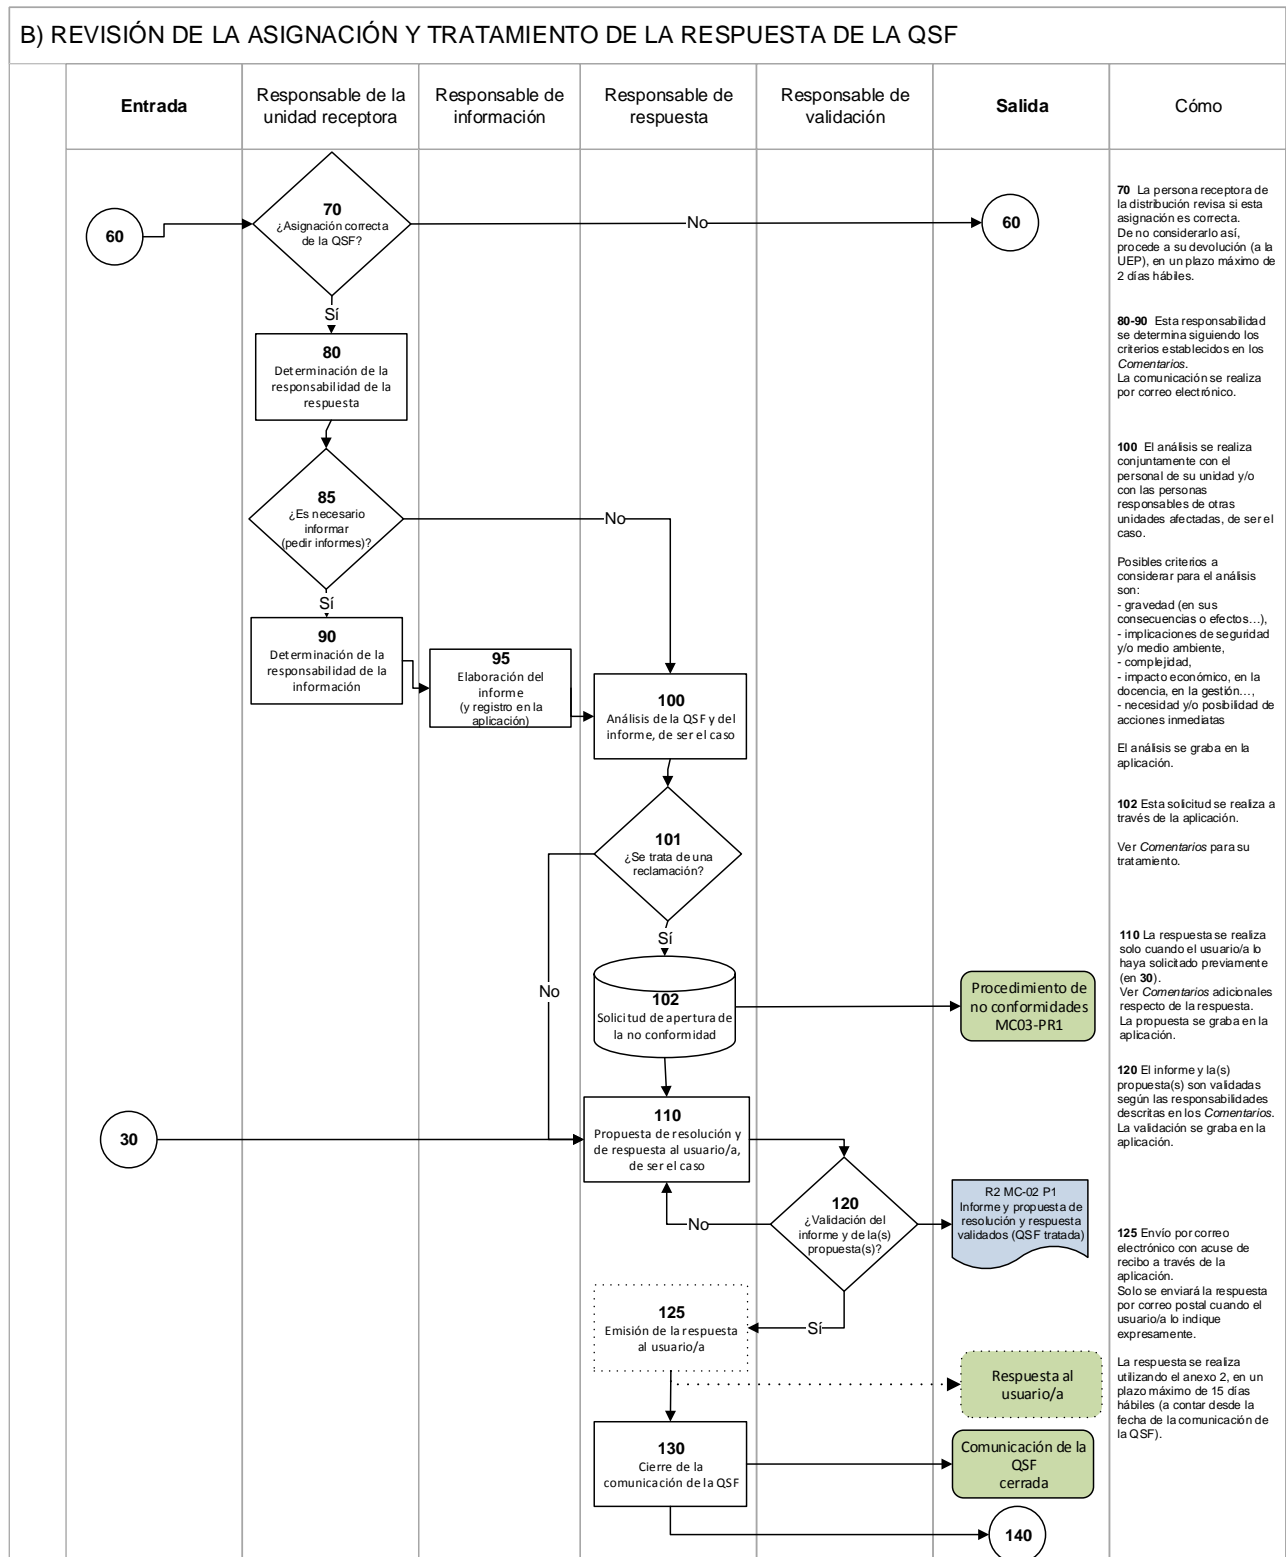 B) REVISIÓN DE LA ASIGNACIÓN Y TRATAMIENTO DE LA RESPUESTA DE LA QSF
Entrada
Responsable de la
unidad receptora
Responsable de
información
Responsable de
respuesta
Responsable de
validación
Salida
Cómo
60
70
¿Asignación correcta
de la QSF?
No
60
Sí
80
Determinación de la
responsabilidad de la
respuesta
85
¿Es necesario
informar
(pedir informes)?
No
Sí
90
Determinación de la
responsabilidad de la
información
95
Elaboración del
informe
(y registro en la
aplicación)
100
Análisis de la QSF y del
informe, de ser el caso
101
¿Se trata de una
reclamación?
Sí
No
102
Solicitud de apertura de
la no conformidad
Procedimiento de
no conformidades
MC03-PR1
30
110
Propuesta de resolución y
de respuesta al usuario/a,
de ser el caso
No
120
¿Validación del
informe y de la(s)
propuesta(s)?
R2 MC-02 P1
Informe y propuesta de
resolución y respuesta
validados (QSF tratada)
Sí
125
Emisión de la respuesta
al usuario/a
Respuesta al
usuario/a
130
Cierre de la
comunicación de la QSF
Comunicación de la
QSF
cerrada
140
70 La persona receptora de
la distribución revisa si esta
asignación es correcta.
De no considerarlo así,
procede a su devolución (a la
UEP), en un plazo máximo de
2 días hábiles.
80-90 Esta responsabilidad
se determina siguiendo los
criterios establecidos en los
Comentarios.
La comunicación se realiza
por correo electrónico.
100 El análisis se realiza
conjuntamente con el
personal de su unidad y/o
con las personas
responsables de otras
unidades afectadas, de ser el
caso.
Posibles criterios a
considerar para el análisis
son:
- gravedad (en sus
consecuencias o efectos...),
- implicaciones de seguridad
y/o medio ambiente,
- complejidad,
- impacto económico, en la
docencia, en la gestión...,
- necesidad y/o posibilidad de
acciones inmediatas
El análisis se graba en la
aplicación.
102 Esta solicitud se realiza a
través de la aplicación.
Ver Comentarios para su
tratamiento.
110 La respuesta se realiza
solo cuando el usuario/a lo
haya solicitado previamente
(en 30).
Ver Comentarios adicionales
respecto de la respuesta.
La propuesta se graba en la
aplicación.
120 El informe y la(s)
propuesta(s) son validadas
según las responsabilidades
descritas en los Comentarios.
La validación se graba en la
aplicación.
125 Envío por correo
electrónico con acuse de
recibo a través de la
aplicación.
Solo se enviará la respuesta
por correo postal cuando el
usuario/a lo indique
expresamente.
La respuesta se realiza
utilizando el anexo 2, en un
plazo máximo de 15 días
hábiles (a contar desde la
fecha de la comunicación de
la QSF).